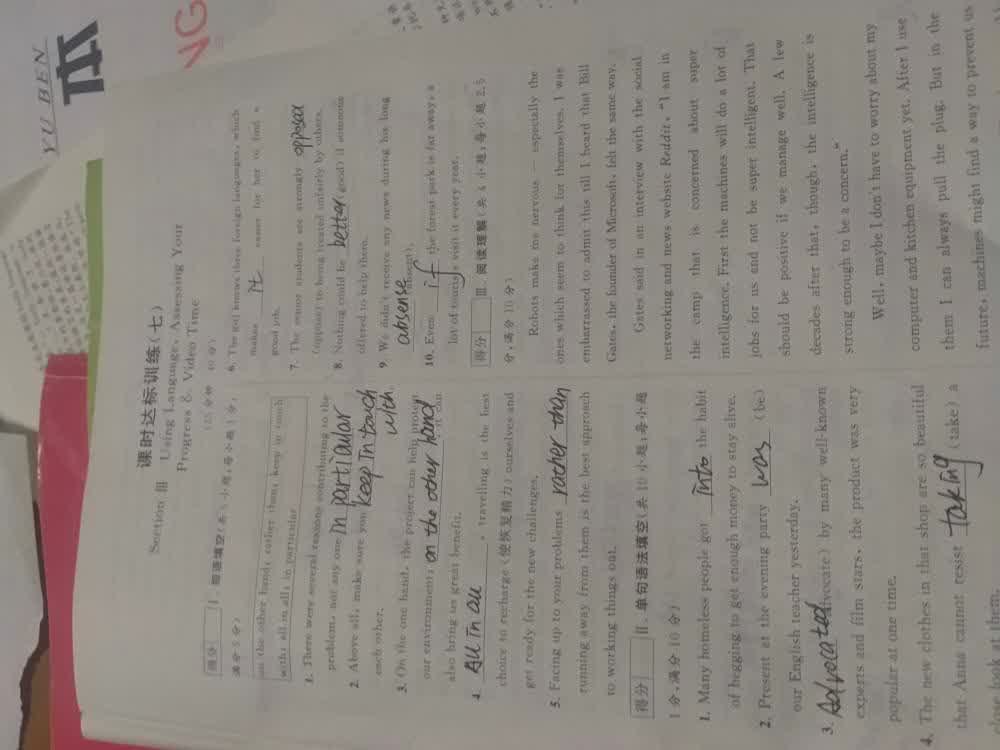 YU BEN
本
NG
课时达标训练(七)
Section Ⅲ Using Language, Assessing Your
Progress & Video Time
得分 Ⅰ. 短语填空(共5小题;每小题1分,
满分5分)
on the other hand; rather than; keep in touch
with; all in all; in particular
1. There were several reasons contributing to the
problem, not any one In particular
2. Above all, make sure you keep In touch with
each other.
3. On the one hand, the project can help protect
our environment; on the other hand it can
also bring us great benefit.
4. All in all , travelling is the best
choice to recharge (使恢复精力) ourselves and
get ready for the new challenges.
5. Facing up to your problems rather than
running away from them is the best approach
to working things out.
得分 Ⅱ. 单句语法填空(共10小题;每小题
1分,满分10分)
1. Many homeless people got Into the habit
of begging to get enough money to stay alive.
2. Present at the evening party was (be)
our English teacher yesterday.
3. Advocated (advocate) by many well-known
experts and film stars, the product was very
popular at one time.
4. The new clothes in that shop are so beautiful
that Anna cannot resist taking (take) a
look at them.
6. The girl knows three foreign languages, which
makes it easier for her to find a
good job.
7. The senior students are strongly opposed
(oppose) to being treated unfairly by others.
8. Nothing could be better (good) if someone
offered to help them.
9. We didn't receive any news during his long
absense (absent).
10. Even if the forest park is far away, a
lot of tourists visit it every year.
得分 Ⅲ. 阅读理解(共4小题;每小题2.5
分,满分10分)
Robots make me nervous — especially the
ones which seem to think for themselves. I was
embarrassed to admit this till I heard that Bill
Gates, the founder of Microsoft, felt the same way.
Gates said in an interview with the social
networking and news website Reddit, "I am in
the camp that is concerned about super
intelligence. First the machines will do a lot of
jobs for us and not be super intelligent. That
should be positive if we manage well. A few
decades after that, though, the intelligence is
strong enough to be a concern."
Well, maybe I don't have to worry about my
computer and kitchen equipment yet. After I use
them I can always pull the plug. But in the
future, machines might find a way to prevent us